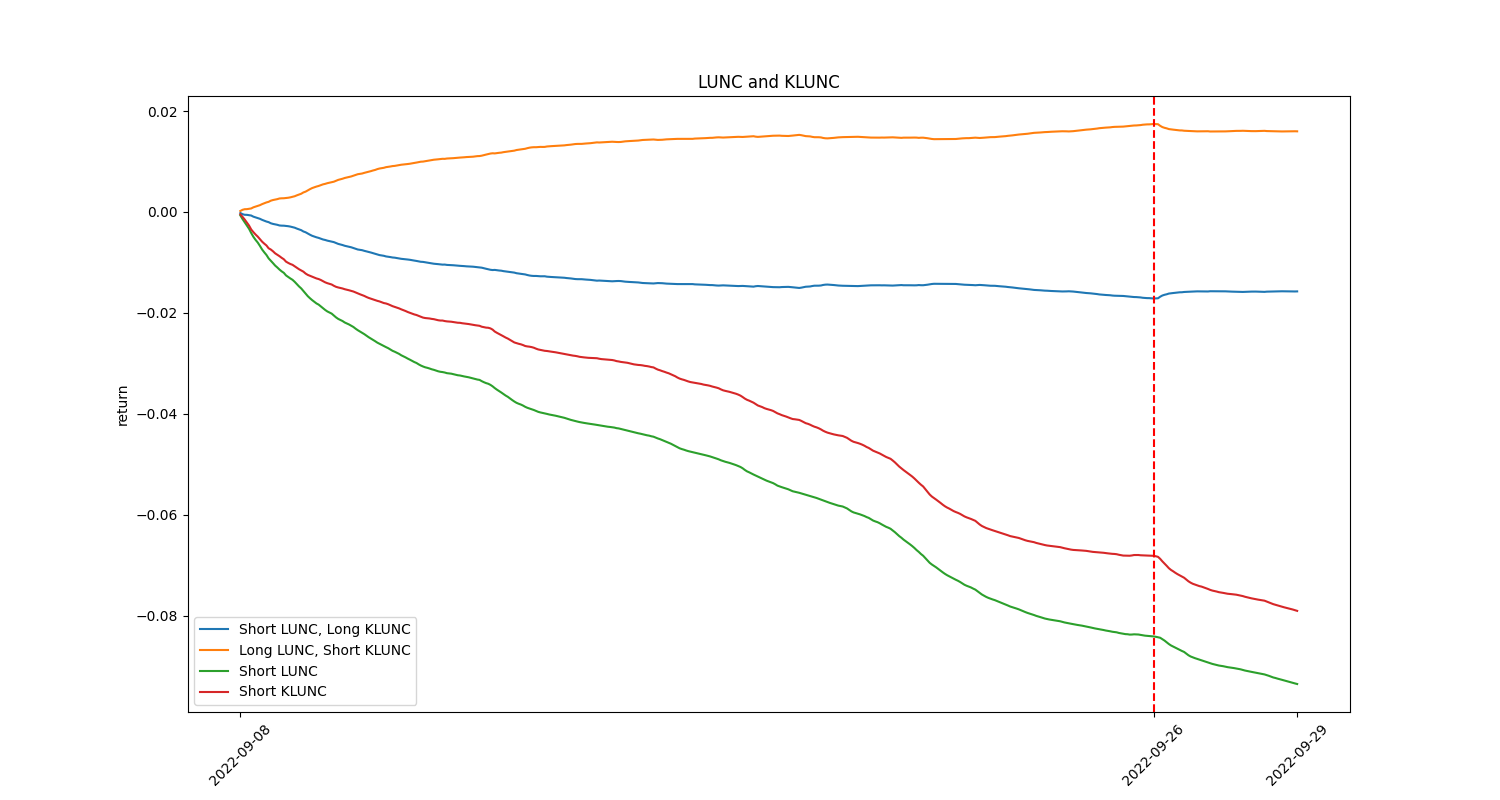 LUNC and KLUNC
return
0.02
0.00
−0.02
−0.04
−0.06
−0.08
Short LUNC, Long KLUNC
Long LUNC, Short KLUNC
Short LUNC
Short KLUNC
2022-09-08
2022-09-26
2022-09-29